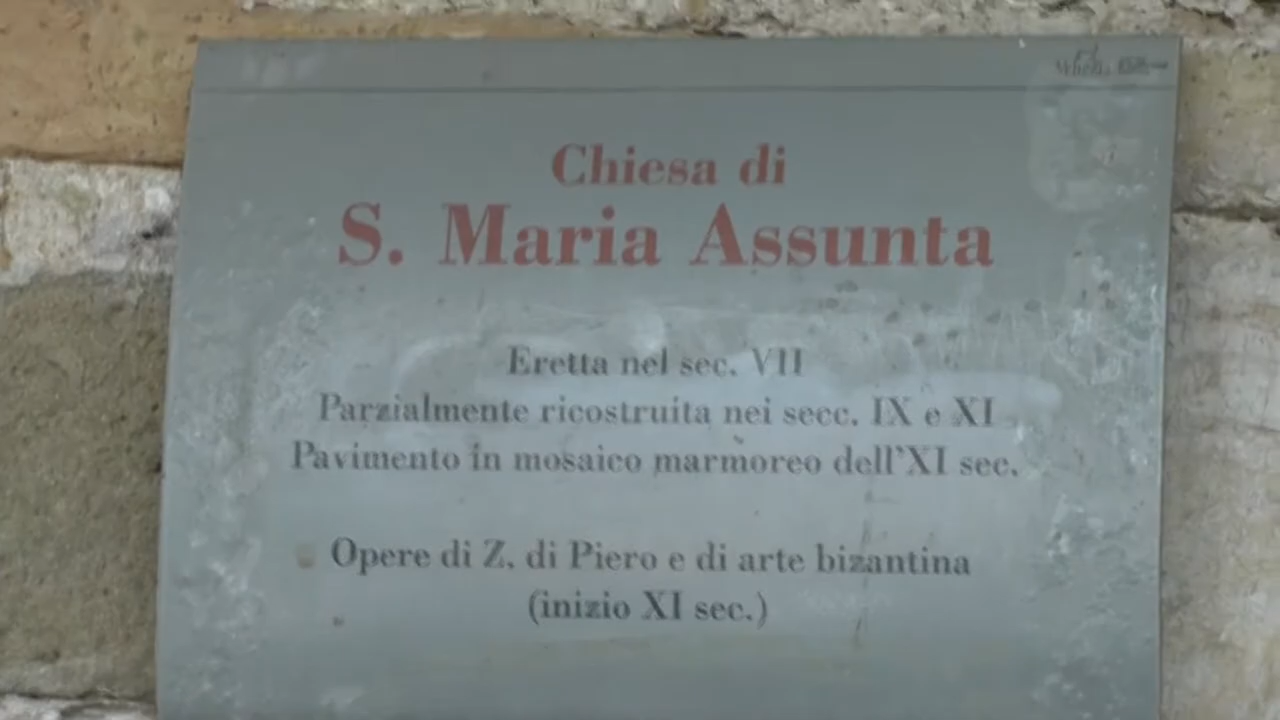 Chiesa di
S. Maria Assunta
Eretta nel sec. VII
Parzialmente ricostruita nei secc. IX e XI
Pavimento in mosaico marmoreo dell'XI sec.
Opere di Z. di Piero e di arte bizantina
(inizio XI sec.)